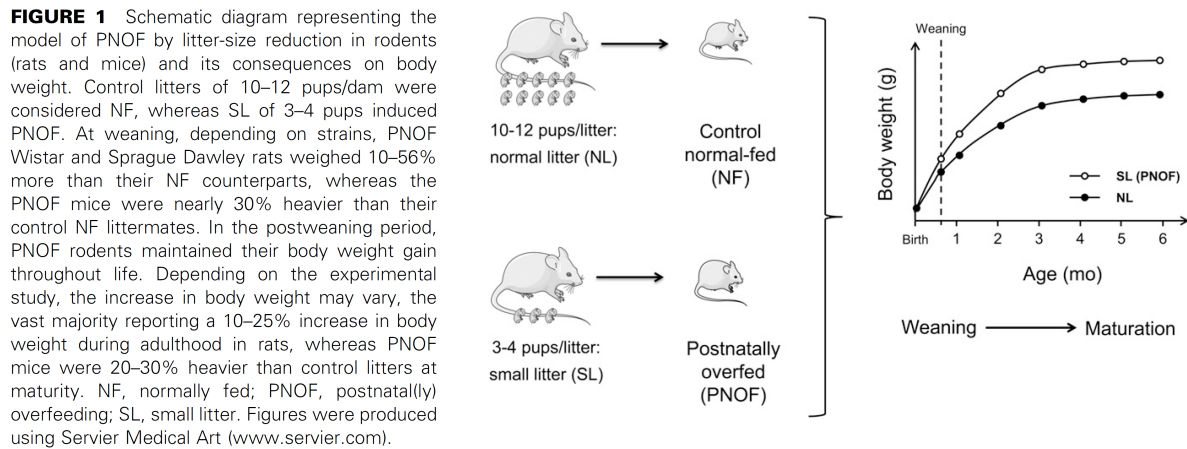 FIGURE 1 Schematic diagram representing the
model of PNOF by litter-size reduction in rodents
(rats and mice) and its consequences on body
weight. Control litters of 10–12 pups/dam were
considered NF, whereas SL of 3–4 pups induced
PNOF. At weaning, depending on strains, PNOF
Wistar and Sprague Dawley rats weighed 10–56%
more than their NF counterparts, whereas the
PNOF mice were nearly 30% heavier than their
control NF littermates. In the postweaning period,
PNOF rodents maintained their body weight gain
throughout life. Depending on the experimental
study, the increase in body weight may vary, the
vast majority reporting a 10–25% increase in body
weight during adulthood in rats, whereas PNOF
mice were 20–30% heavier than control litters at
maturity. NF, normally fed; PNOF, postnatal(ly)
overfeeding; SL, small litter. Figures were produced
using Servier Medical Art (www.servier.com).
10-12 pups/litter:
normal litter (NL)
Control
normal-fed
(NF)
3-4 pups/litter:
small litter (SL)
Postnatally
overfed
(PNOF)
Weaning
Body weight (g)
SL (PNOF)
NL
Birth 1 2 3 4 5 6
Age (mo)
Weaning Maturation